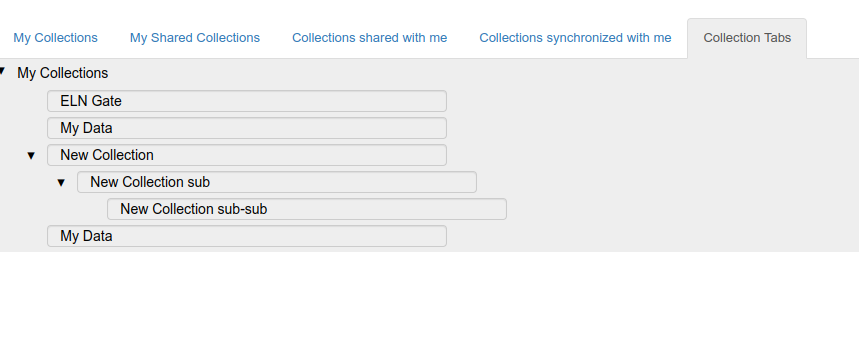 My Collections My Shared Collections Collections shared with me Collections synchronized with me Collection Tabs
My Collections
ELN Gate
My Data
New Collection
New Collection sub
New Collection sub-sub
My Data